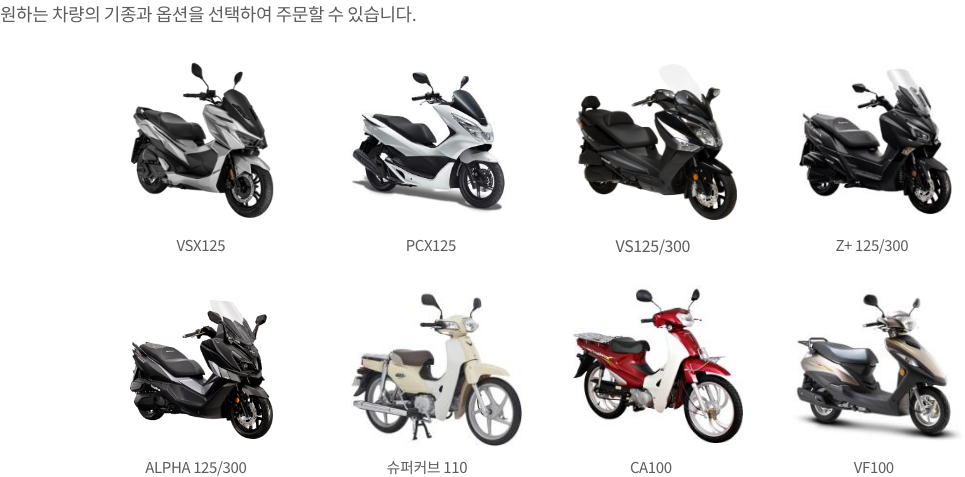 원하는 차량의 기종과 옵션을 선택하여 주문할 수 있습니다.
VSX125
PCX125
VS125/300
Z+ 125/300
ALPHA 125/300
슈퍼커브 110
CA100
VF100